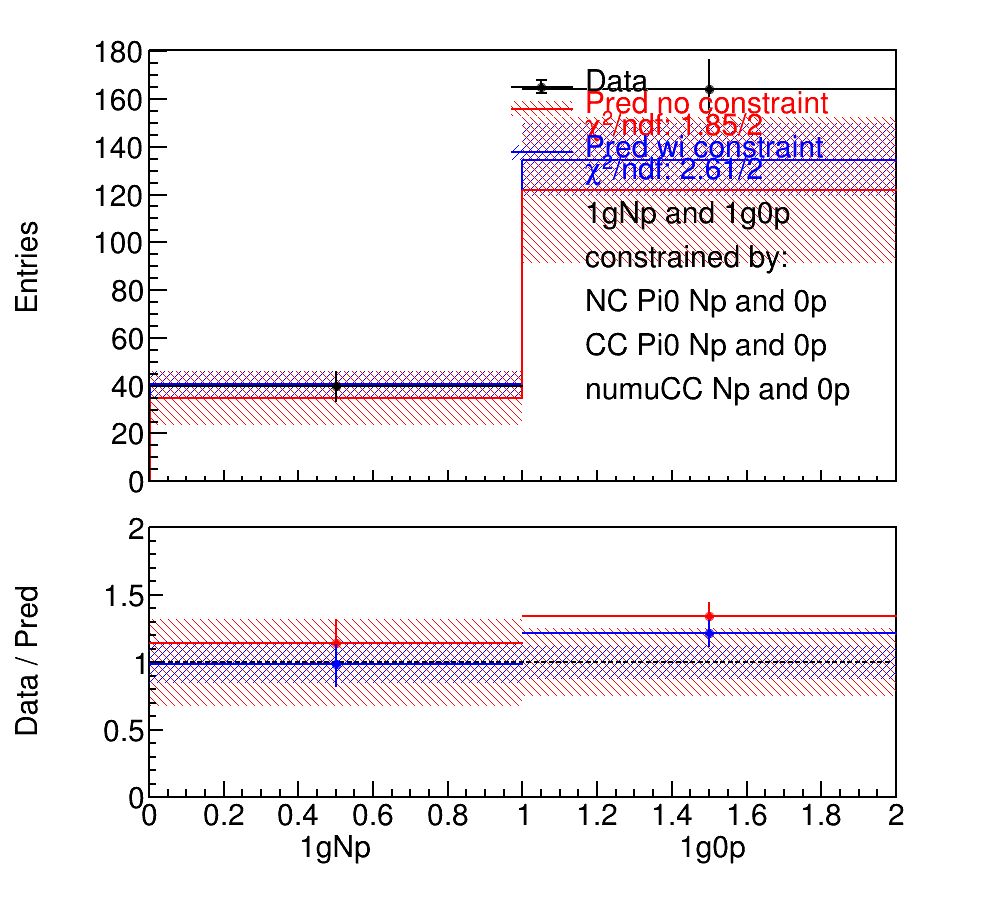 180
160
140
120
100
80
60
40
20
0
Entries
Data
Pred no constraint
χ²/ndf: 1.85/2
Pred wi constraint
χ²/ndf: 2.61/2
1gNp and 1g0p
constrained by:
NC Pi0 Np and 0p
CC Pi0 Np and 0p
numuCC Np and 0p
2
1.5
1
0.5
0
Data / Pred
0 0.2 0.4 0.6 0.8 1 1.2 1.4 1.6 1.8 2
1gNp 1g0p